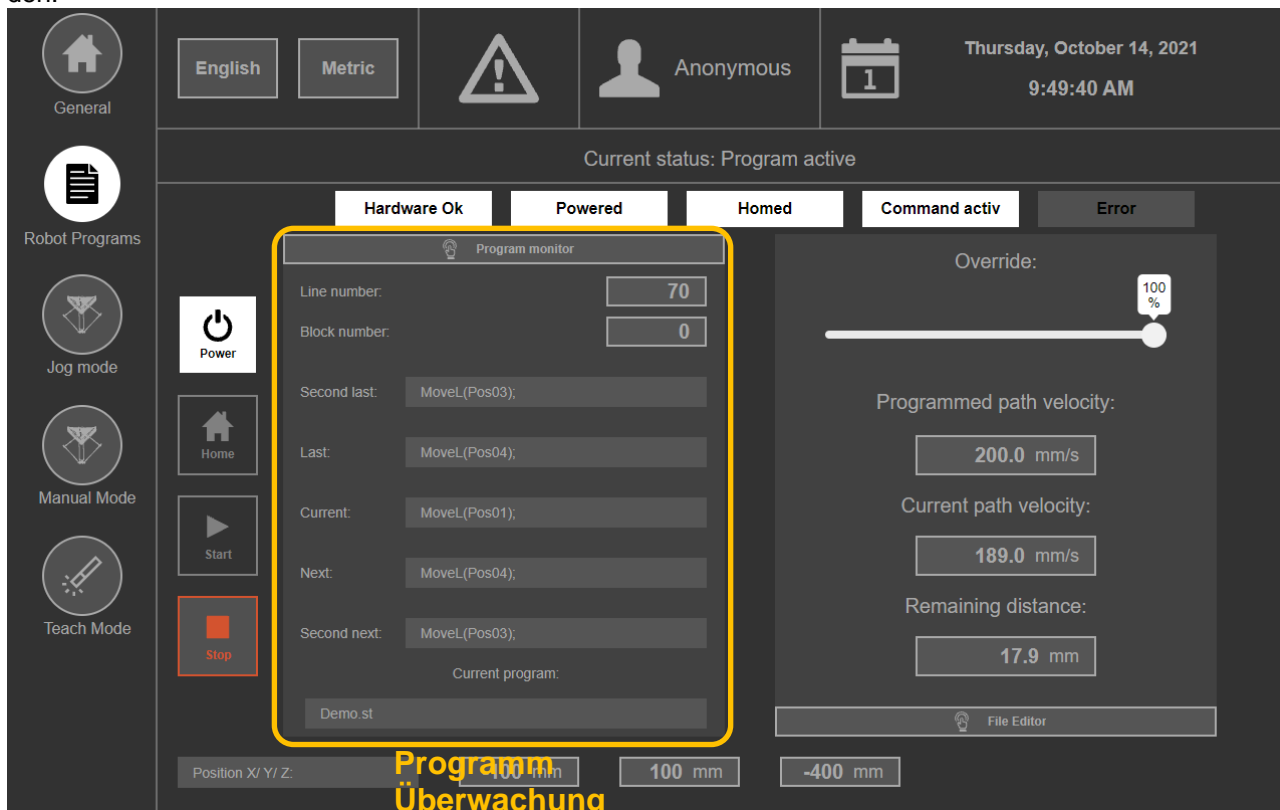 English
Metric
Anonymous
1
Thursday, October 14, 2021
9:49:40 AM
General
Current status: Program active
Hardware Ok
Powered
Homed
Command activ
Error
Robot Programs
Program monitor
Line number:
70
Block number:
0
Second last:
MoveL(Pos03);
Last:
MoveL(Pos04);
Current:
MoveL(Pos01);
Next:
MoveL(Pos04);
Second next:
MoveL(Pos03);
Current program:
Demo.st
Power
Home
Start
Stop
Jog mode
Manual Mode
Teach Mode
Override:
100
%
Programmed path velocity:
200.0 mm/s
Current path velocity:
189.0 mm/s
Remaining distance:
17.9 mm
File Editor
Position X/ Y/ Z:
mm
100 mm
-400 mm
Programm
Überwachung